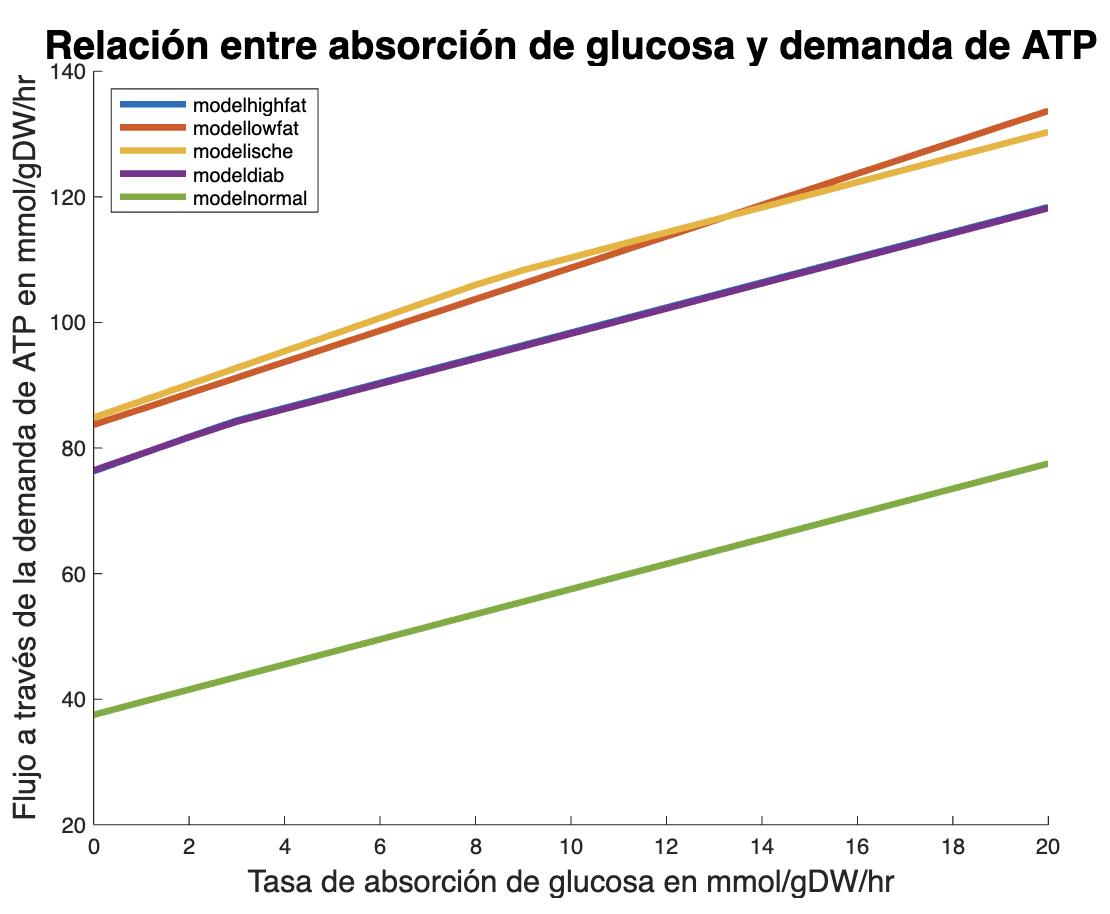 Relación entre absorción de glucosa y demanda de ATP
Flujo a través de la demanda de ATP en mmol/gDW/hr
140
120
100
80
60
40
20
modelhighfat
modellowfat
modelische
modeldiab
modelnormal
0 2 4 6 8 10 12 14 16 18 20
Tasa de absorción de glucosa en mmol/gDW/hr